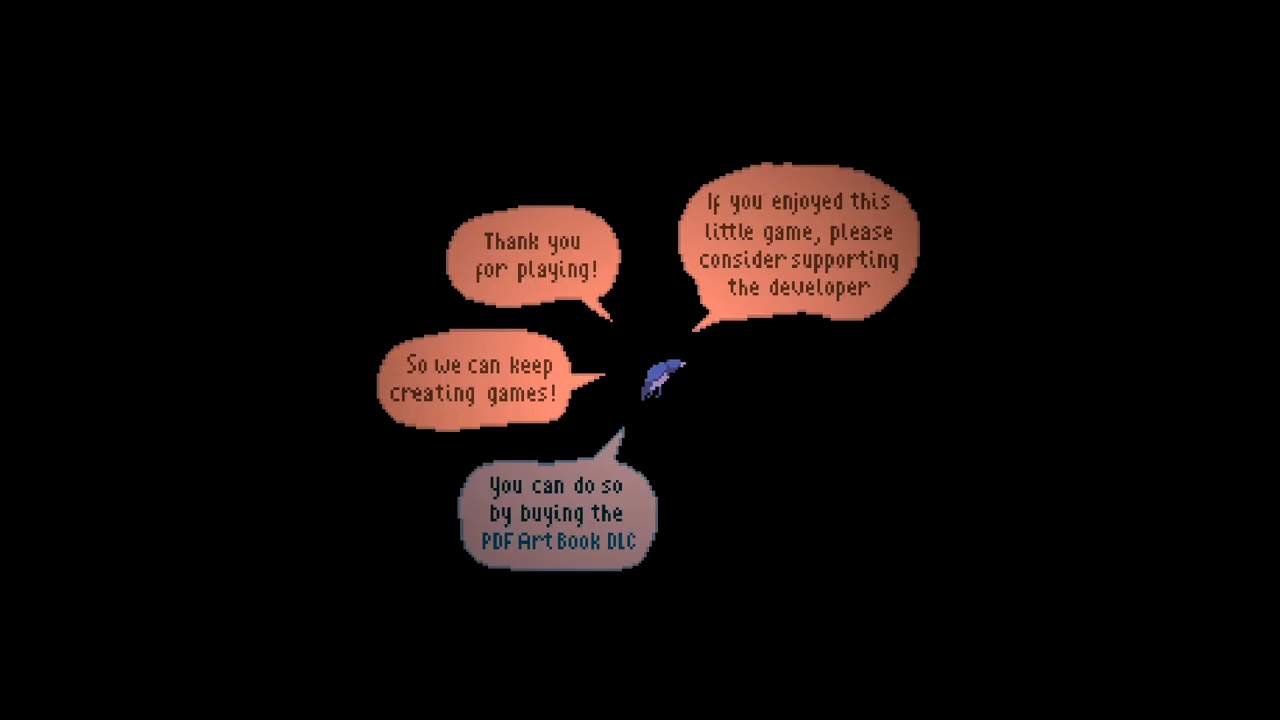 Thank you
for playing!
If you enjoyed this
little game, please
consider supporting
the developer
So we can keep
creating games!
You can do so
by buying the
PDF Art Book DLC